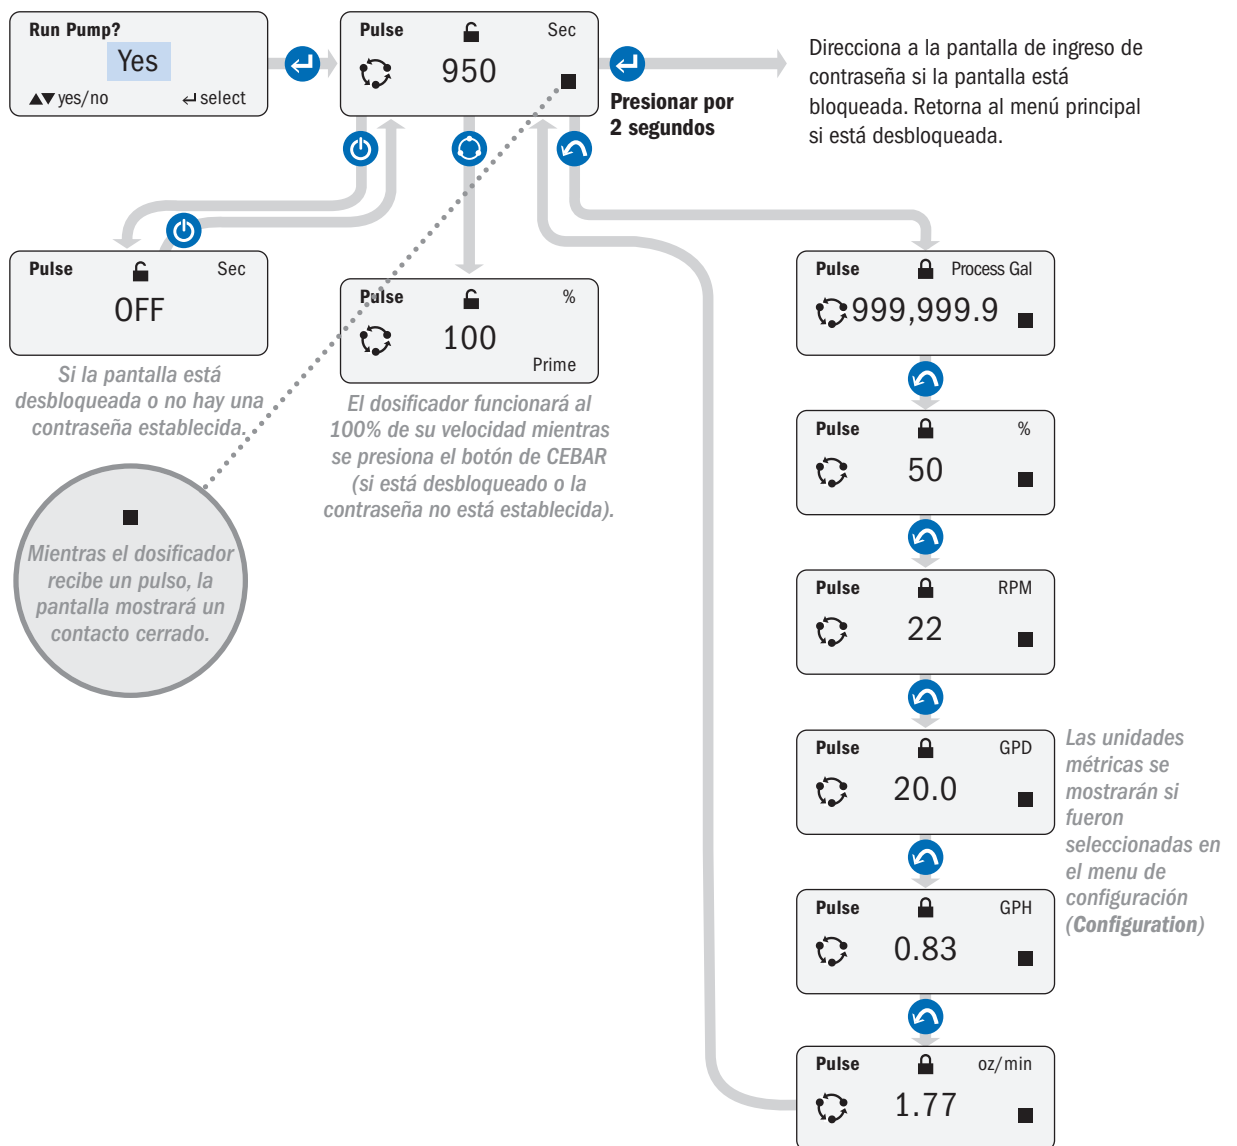 Run Pump?
Yes
▲▼ yes/no ↵ select
Pulse Sec
950
Presionar por
2 segundos
Direcciona a la pantalla de ingreso de
contraseña si la pantalla está
bloqueada. Retorna al menú principal
si está desbloqueada.
Pulse Sec
OFF
Si la pantalla está
desbloqueada o no hay una
contraseña establecida.
Pulse %
100
Prime
El dosificador funcionará al
100% de su velocidad mientras
se presiona el botón de CEBAR
(si está desbloqueado o la
contraseña no está establecida).
Mientras el dosificador
recibe un pulso, la
pantalla mostrará un
contacto cerrado.
Pulse Process Gal
999,999.9
Pulse %
50
Pulse RPM
22
Pulse GPD
20.0
Las unidades
métricas se
mostrarán si
fueron
seleccionadas en
el menu de
configuración
(Configuration)
Pulse GPH
0.83
Pulse oz/min
1.77